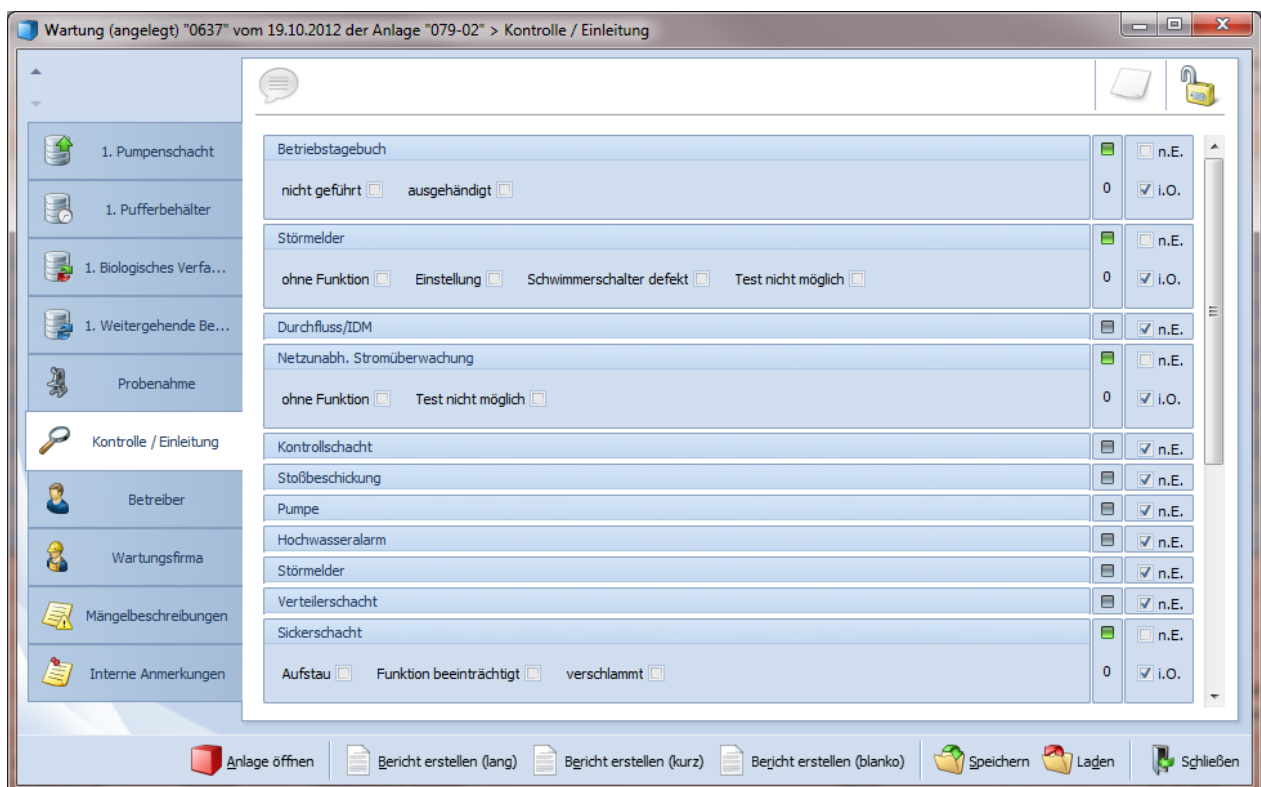 Wartung (angelegt) "0637" vom 19.10.2012 der Anlage "079-02" > Kontrolle / Einleitung
1. Pumpenschacht
1. Pufferbehälter
1. Biologisches Verfa...
1. Weitergehende Be...
Probenahme
Kontrolle / Einleitung
Betreiber
Wartungsfirma
Mängelbeschreibungen
Interne Anmerkungen
Betriebstagebuch n.E.
nicht geführt ausgehändigt 0 i.O.
Störmelder n.E.
ohne Funktion Einstellung Schwimmerschalter defekt Test nicht möglich 0 i.O.
Durchfluss/IDM n.E.
Netzunabh. Stromüberwachung n.E.
ohne Funktion Test nicht möglich 0 i.O.
Kontrollschacht n.E.
Stoßbeschickung n.E.
Pumpe n.E.
Hochwasseralarm n.E.
Störmelder n.E.
Verteilerschacht n.E.
Sickerschacht n.E.
Aufstau Funktion beeinträchtigt verschlammt 0 i.O.
Anlage öffnen Bericht erstellen (lang) Bericht erstellen (kurz) Bericht erstellen (blanko) Speichern Laden Schließen